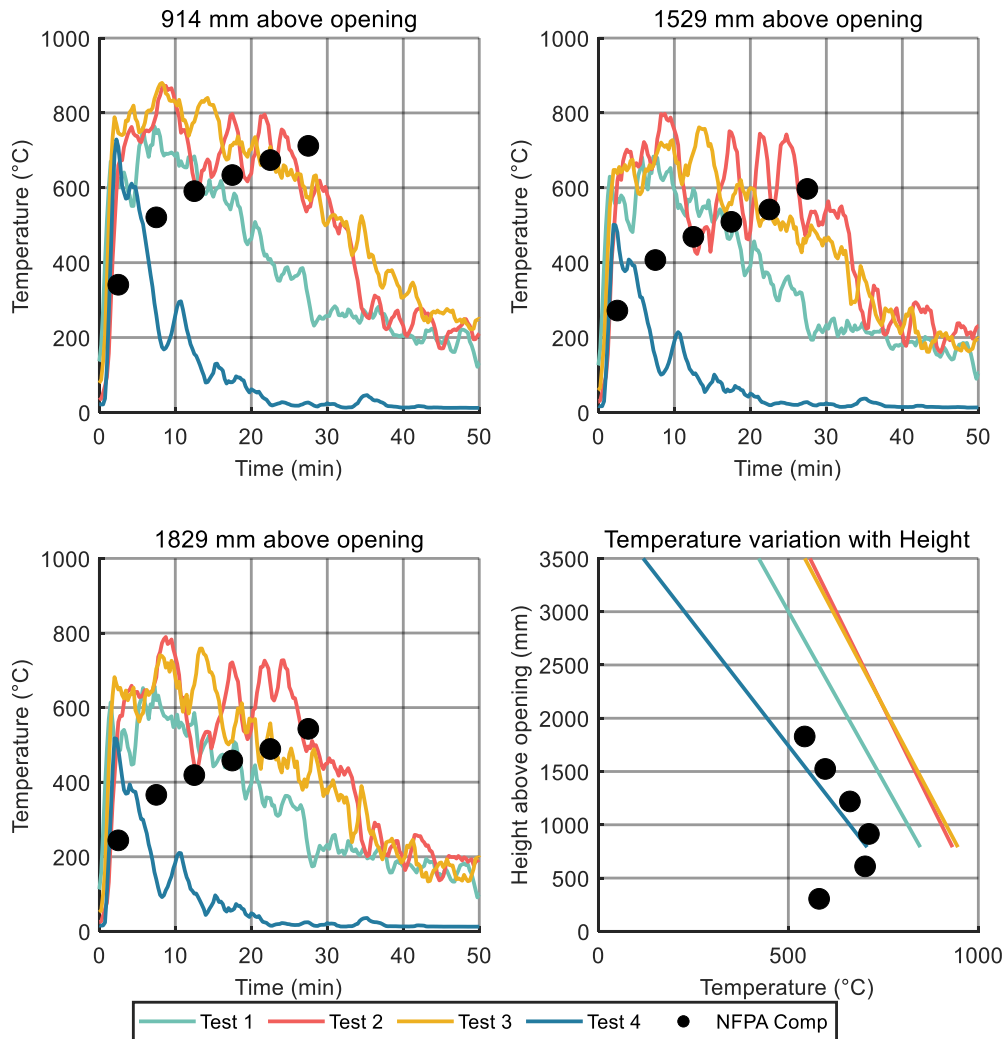 914 mm above opening
1000
800
600
400
200
0
Temperature (°C)
0 10 20 30 40 50
Time (min)
1529 mm above opening
1000
800
600
400
200
0
Temperature (°C)
0 10 20 30 40 50
Time (min)
1829 mm above opening
1000
800
600
400
200
0
Temperature (°C)
0 10 20 30 40 50
Time (min)
Temperature variation with Height
3500
3000
2500
2000
1500
1000
500
0
Height above opening (mm)
0 500 1000
Temperature (°C)
Test 1 Test 2 Test 3 Test 4 NFPA Comp